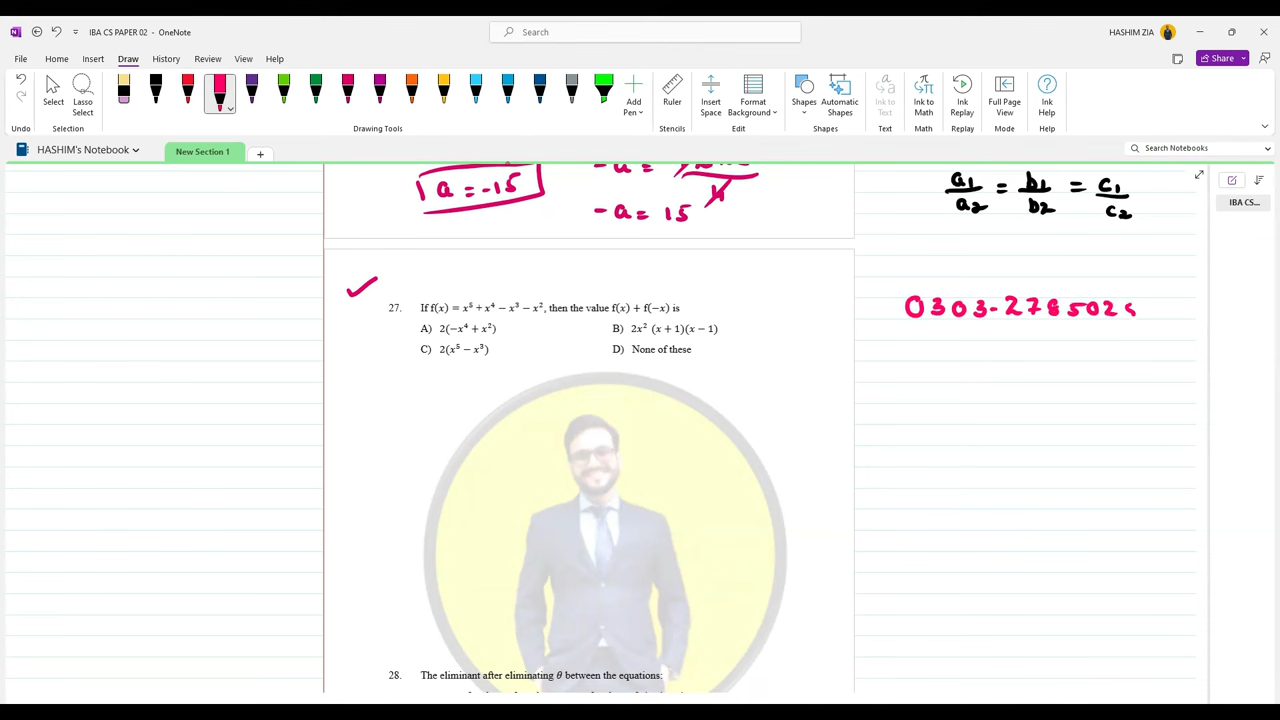 IBA CS PAPER 02 - OneNote
Search
HASHIM ZIA
File Home Insert Draw History Review View Help
Share
Select
Lasso Select
Add Pen
Ruler
Insert Space
Format Background
Shapes
Automatic Shapes
Ink to Text
Ink to Math
Ink Replay
Full Page View
Ink Help
Undo
Selection
Drawing Tools
Stencils
Edit
Shapes
Text
Math
Replay
Mode
Help
HASHIM's Notebook
New Section 1
Search Notebooks
IBA CS...
a = -15
- a = 15
a1/a2 = b1/b2 = c1/c2
27. If f(x) = x⁵ + x⁴ − x³ − x², then the value f(x) + f(−x) is
A) 2(−x⁴ + x²) B) 2x² (x + 1)(x − 1)
C) 2(x⁵ − x³) D) None of these
28. The eliminant after eliminating θ between the equations: